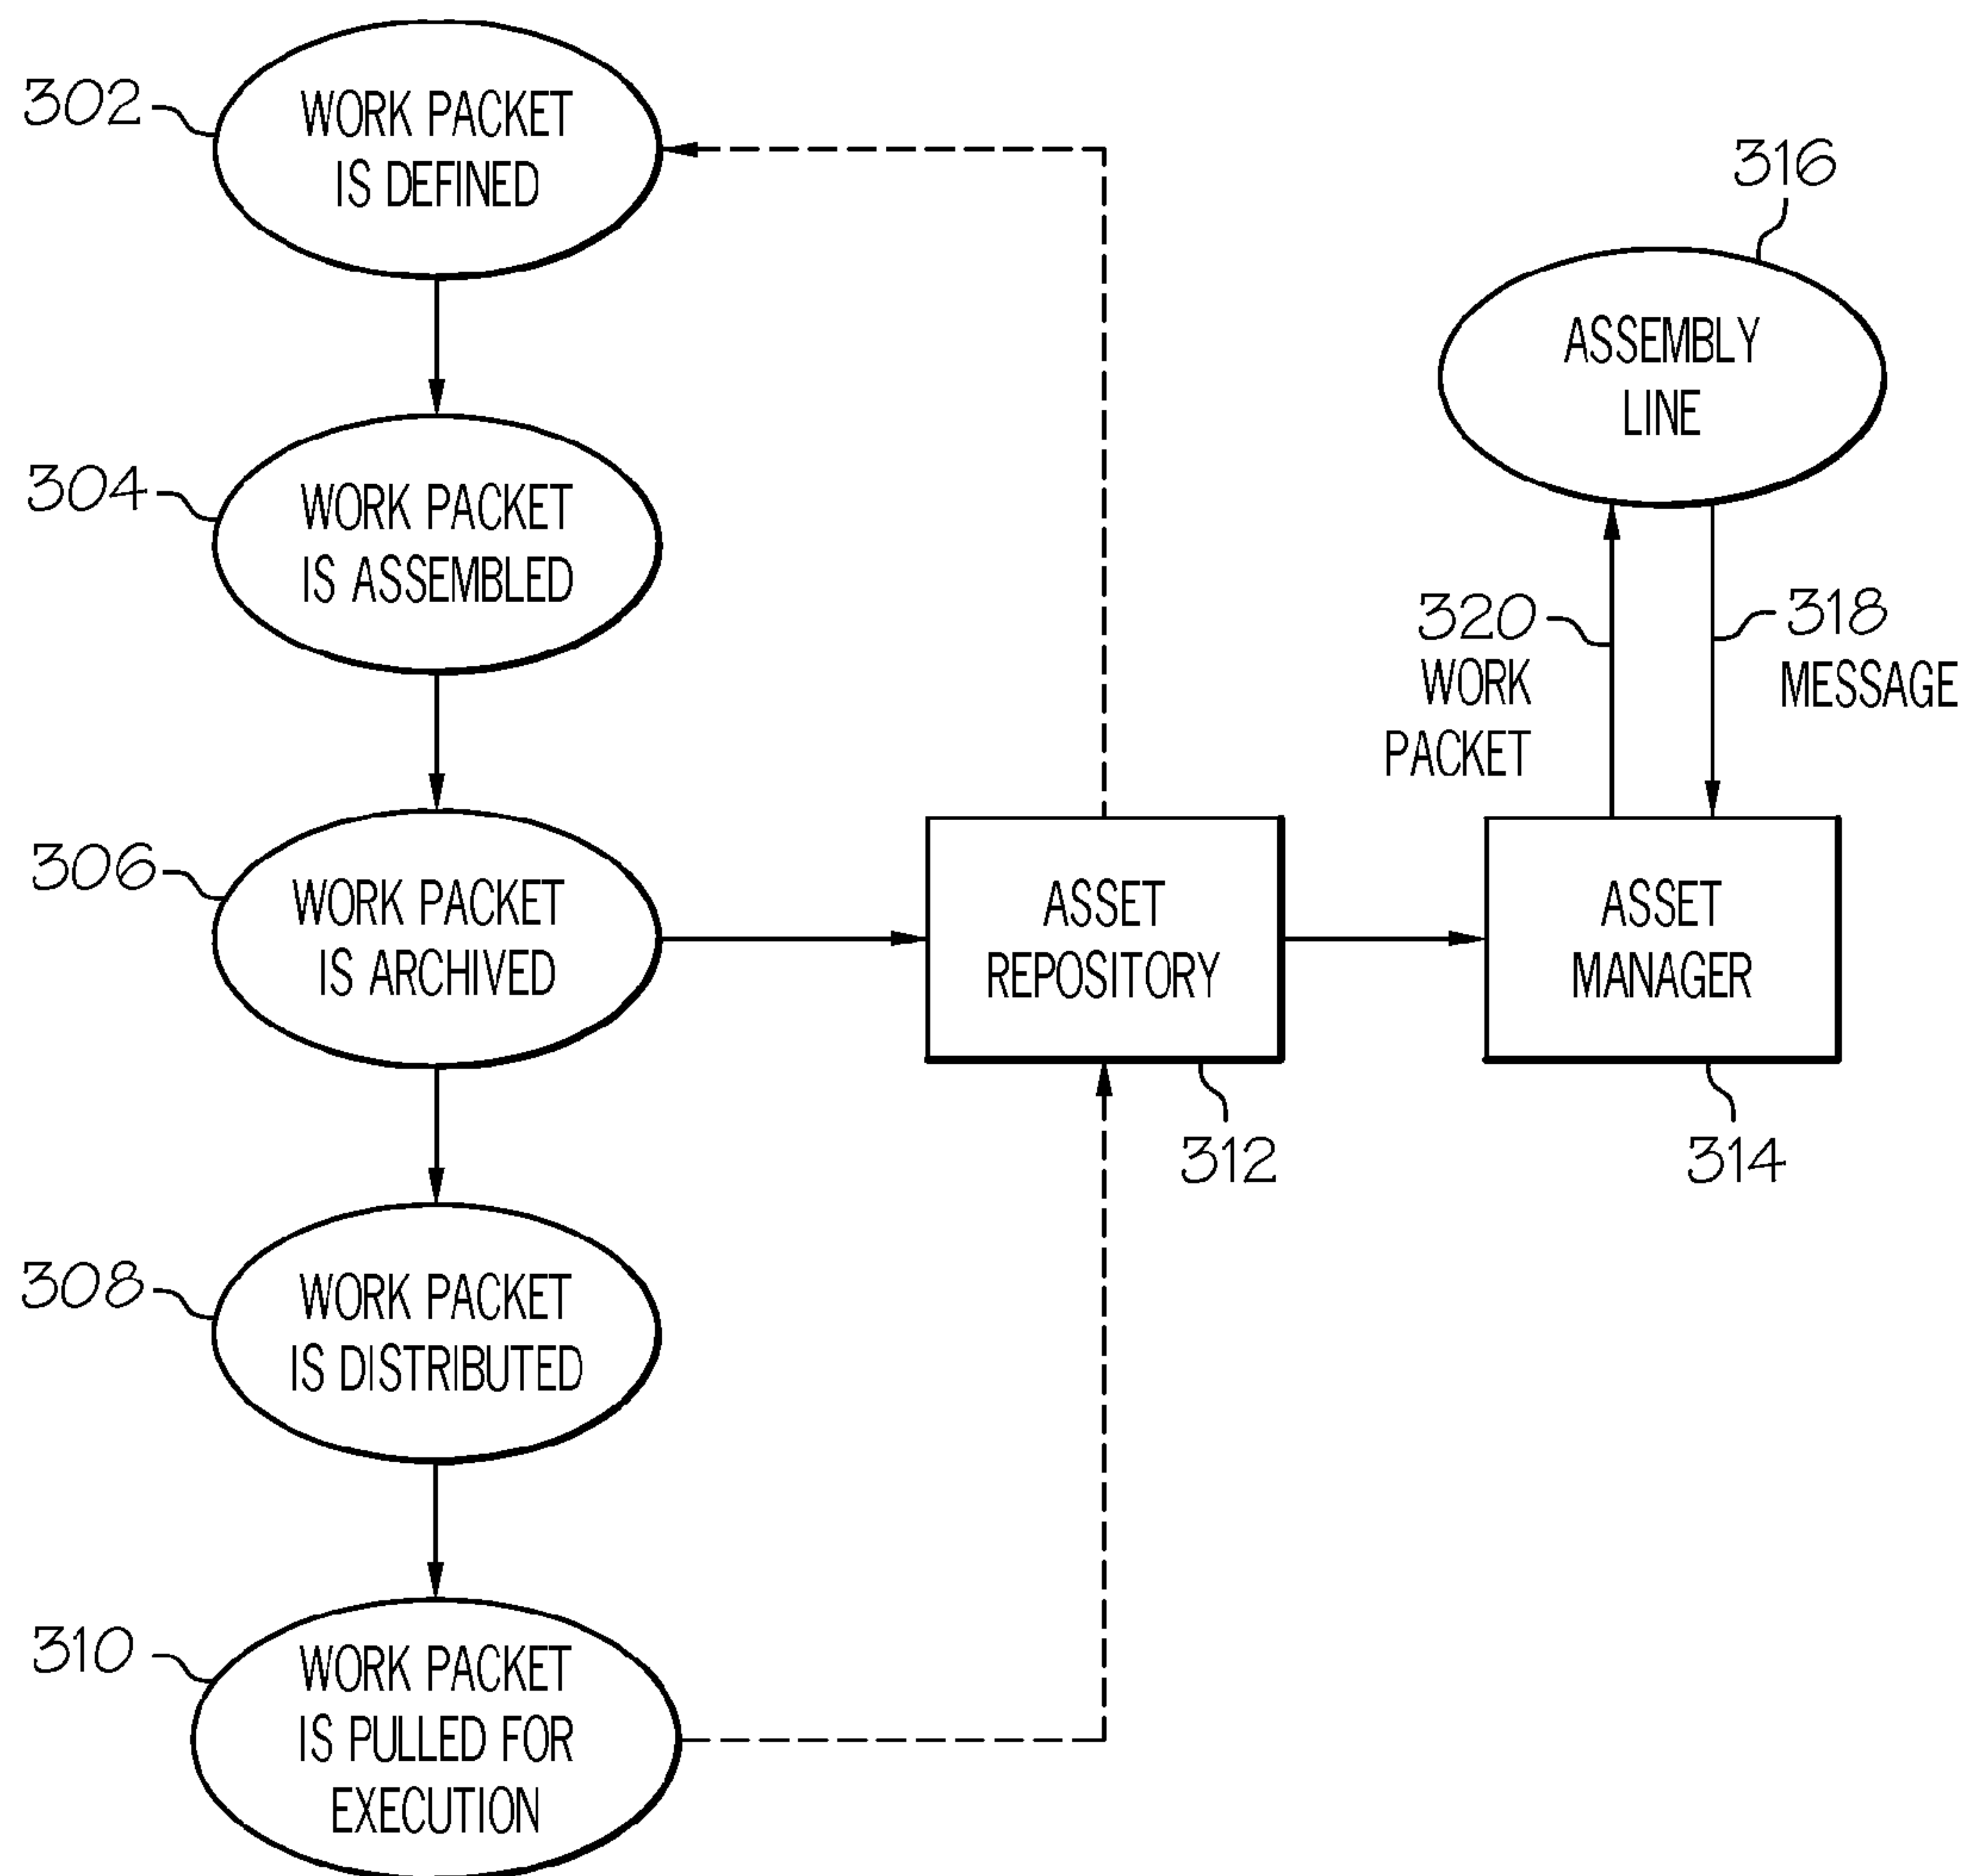 302
WORK PACKET
IS DEFINED
304
WORK PACKET
IS ASSEMBLED
306
WORK PACKET
IS ARCHIVED
308
WORK PACKET
IS DISTRIBUTED
310
WORK PACKET
IS PULLED FOR
EXECUTION
ASSET
REPOSITORY
312
316
ASSEMBLY
LINE
320
WORK
PACKET
318
MESSAGE
ASSET
MANAGER
314